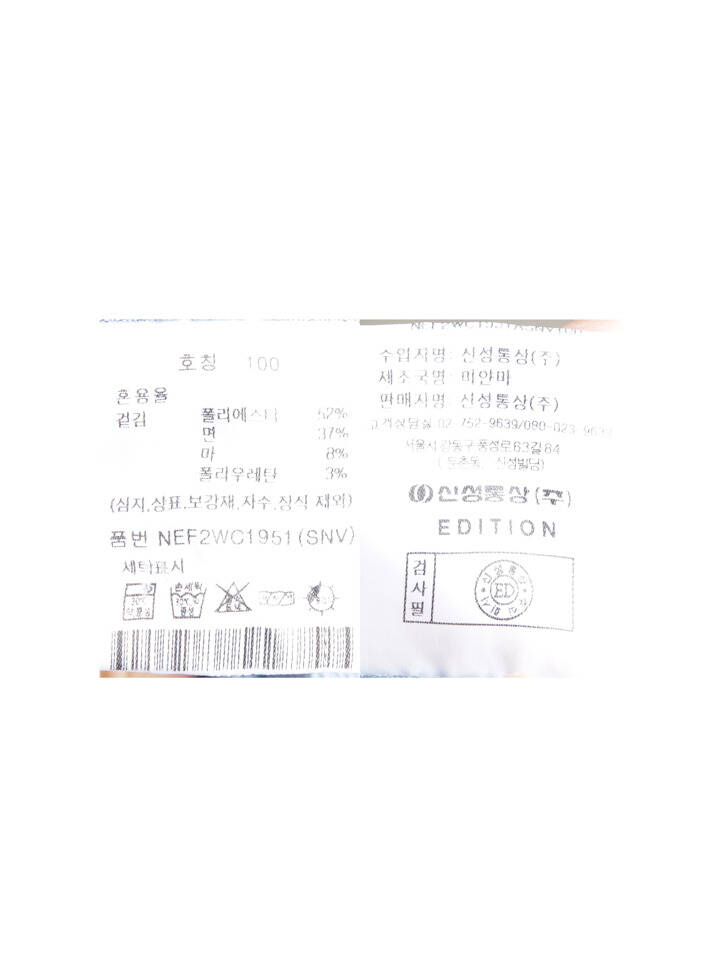 호칭 100
혼용율
겉감 폴리에스터 52%
면 37%
마 8%
폴리우레탄 3%
(심지,상표,보강재,자수,장식 제외)
품번 NEF2WC1951(SNV)
세탁표시
손세탁
수입자명: 신성통상(주)
제조국명: 미얀마
판매자명: 신성통상(주)
고객상담실 02-752-9639/080-023-9639
서울시 강동구 풍성로63길 84
(둔촌동, 신성빌딩)
신성통상(주)
EDITION
검사필
ED